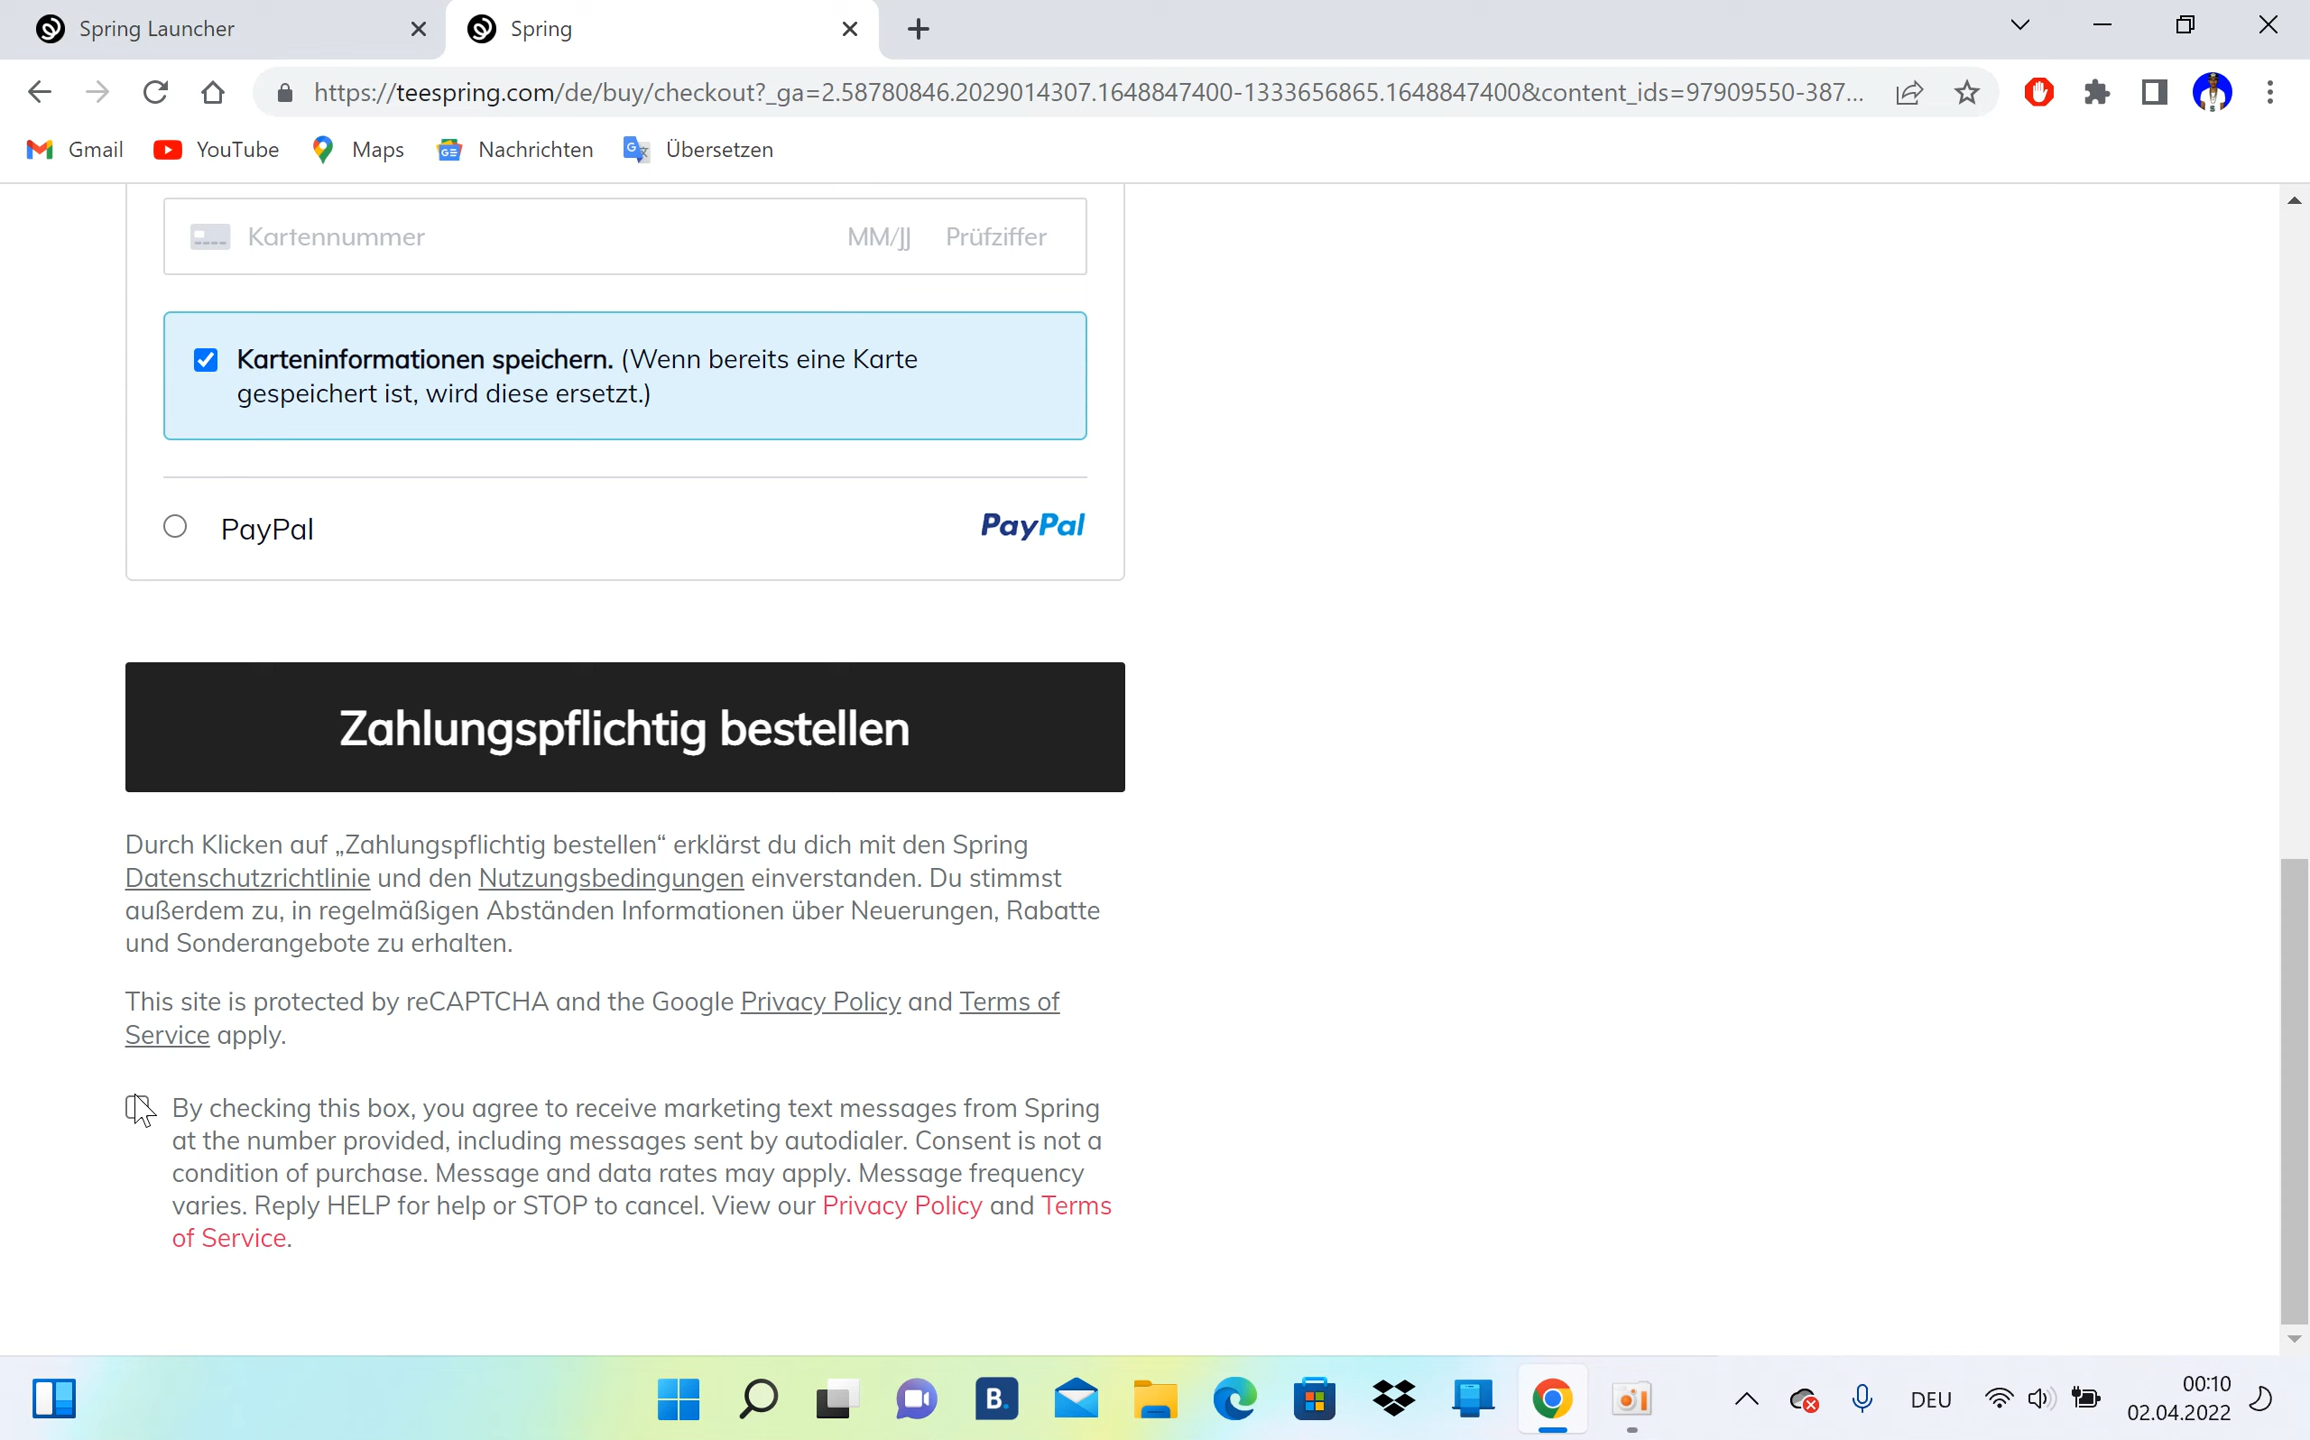 Spring Launcher
Spring
https://teespring.com/de/buy/checkout?_ga=2.58780846.2029014307.1648847400-1333656865.1648847400&content_ids=97909550-387...
Gmail
YouTube
Maps
Nachrichten
Übersetzen
Kartennummer
MM/JJ
Prüfziffer
Karteninformationen speichern. (Wenn bereits eine Karte
gespeichert ist, wird diese ersetzt.)
PayPal
PayPal
Zahlungspflichtig bestellen
Durch Klicken auf „Zahlungspflichtig bestellen“ erklärst du dich mit den Spring
Datenschutzrichtlinie und den Nutzungsbedingungen einverstanden. Du stimmst
außerdem zu, in regelmäßigen Abständen Informationen über Neuerungen, Rabatte
und Sonderangebote zu erhalten.
This site is protected by reCAPTCHA and the Google Privacy Policy and Terms of
Service apply.
By checking this box, you agree to receive marketing text messages from Spring
at the number provided, including messages sent by autodialer. Consent is not a
condition of purchase. Message and data rates may apply. Message frequency
varies. Reply HELP for help or STOP to cancel. View our Privacy Policy and Terms
of Service.
B.
DEU
00:10
02.04.2022